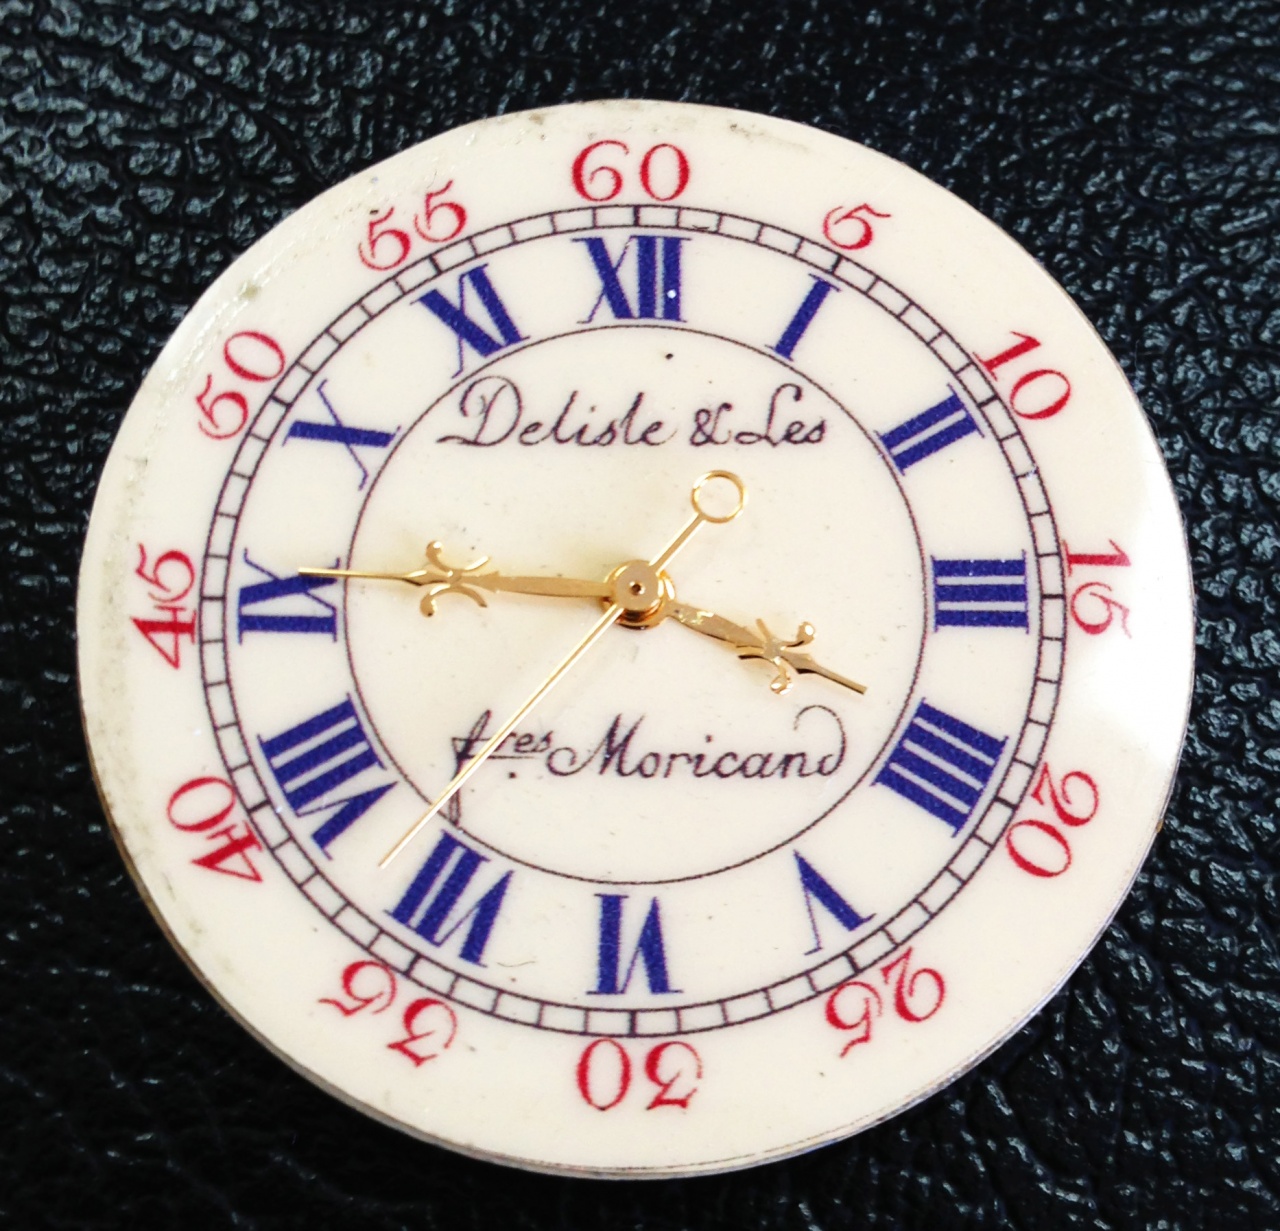 60
5
10
15
20
25
30
35
40
45
50
55
XII
I
II
III
IIII
V
VI
VII
VIII
IX
X
XI
Delisle & Les
fres Moricand